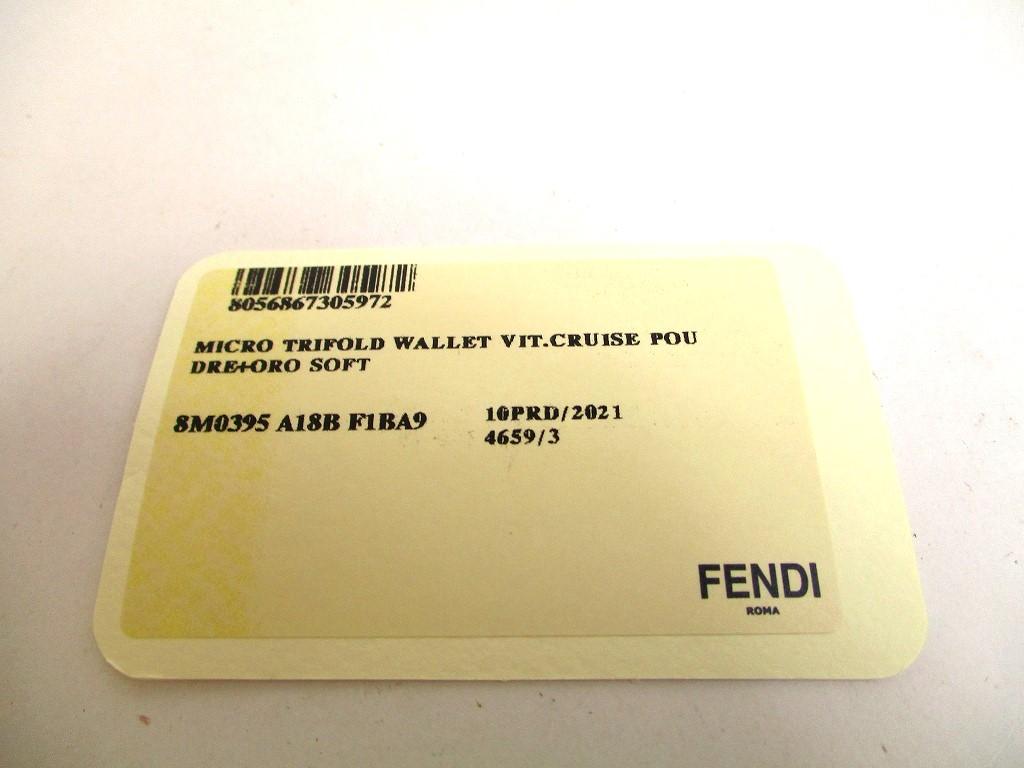 8056867305972
MICRO TRIFOLD WALLET VIT.CRUISE POU
DRE+ORO SOFT
8M0395 A18B F1BA9
10PRD/2021
4659/3
FENDI
ROMA